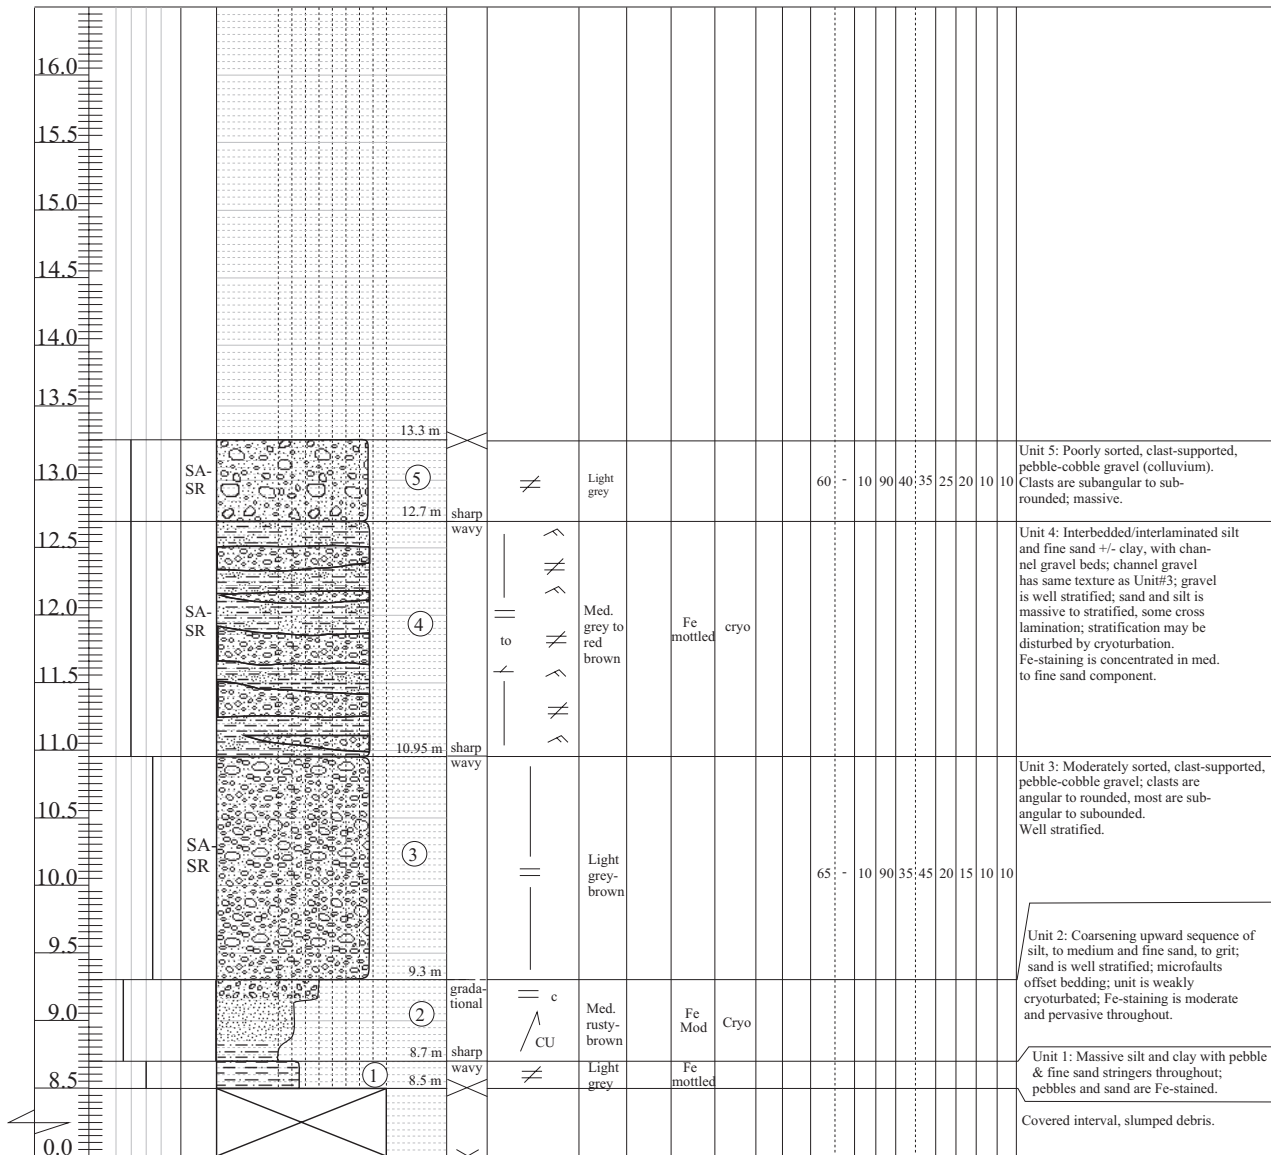 16.0
15.5
15.0
14.5
14.0
13.5
13.3 m
13.0
SA-
SR
5
12.7 m
sharp
wavy
Light
grey
60 - 10 90 40 35 25 20 10 10
Unit 5: Poorly sorted, clast-supported,
pebble-cobble gravel (colluvium).
Clasts are subangular to sub-
rounded; massive.
12.5
12.0
11.5
11.0
SA-
SR
4
10.95 m
sharp
wavy
to
Med.
grey to
red
brown
Fe
mottled
cryo
Unit 4: Interbedded/interlaminated silt
and fine sand +/- clay, with chan-
nel gravel beds; channel gravel
has same texture as Unit#3; gravel
is well stratified; sand and silt is
massive to stratified, some cross
lamination; stratification may be
disturbed by cryoturbation.
Fe-staining is concentrated in med.
to fine sand component.
10.5
10.0
9.5
SA-
SR
3
9.3 m
grada-
tional
Light
grey-
brown
65 - 10 90 35 45 20 15 10 10
Unit 3: Moderately sorted, clast-supported,
pebble-cobble gravel; clasts are
angular to rounded, most are sub-
angular to subounded.
Well stratified.
9.0
2
8.7 m
sharp
wavy
c
CU
Med.
rusty-
brown
Fe
Mod
Cryo
Unit 2: Coarsening upward sequence of
silt, to medium and fine sand, to grit;
sand is well stratified; microfaults
offset bedding; unit is weakly
cryoturbated; Fe-staining is moderate
and pervasive throughout.
8.5
1
8.5 m
Light
grey
Fe
mottled
Unit 1: Massive silt and clay with pebble
& fine sand stringers throughout;
pebbles and sand are Fe-stained.
Covered interval, slumped debris.
0.0